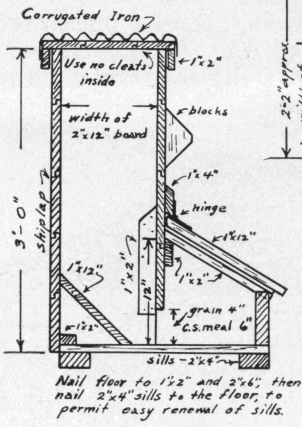 Corrugated Iron
Use no cleats
inside
1"x2"
width of
2"x12" board
blocks
2'-2" approx
3'-0"
shiplap
1"x4"
hinge
1"x12"
1"x2"
12"
1"x2"
1"x12"
1"x2"
grain 4"
c.s.meal 6"
sills - 2"x4"
Nail floor to 1"x2" and 2"x6", then
nail 2"x4" sills to the floor, to
permit easy renewal of sills.